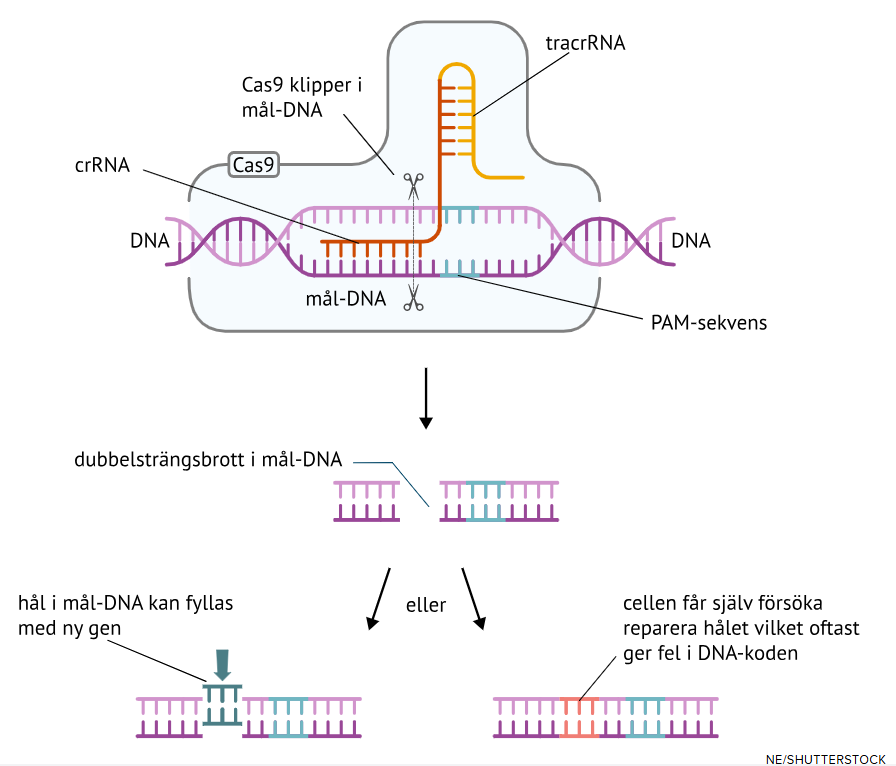 tracrRNA
Cas9 klipper i
mål-DNA
crRNA
Cas9
DNA
DNA
mål-DNA
PAM-sekvens
dubbelsträngsbrott i mål-DNA
eller
hål i mål-DNA kan fyllas
med ny gen
cellen får själv försöka
reparera hålet vilket oftast
ger fel i DNA-koden
NE/SHUTTERSTOCK